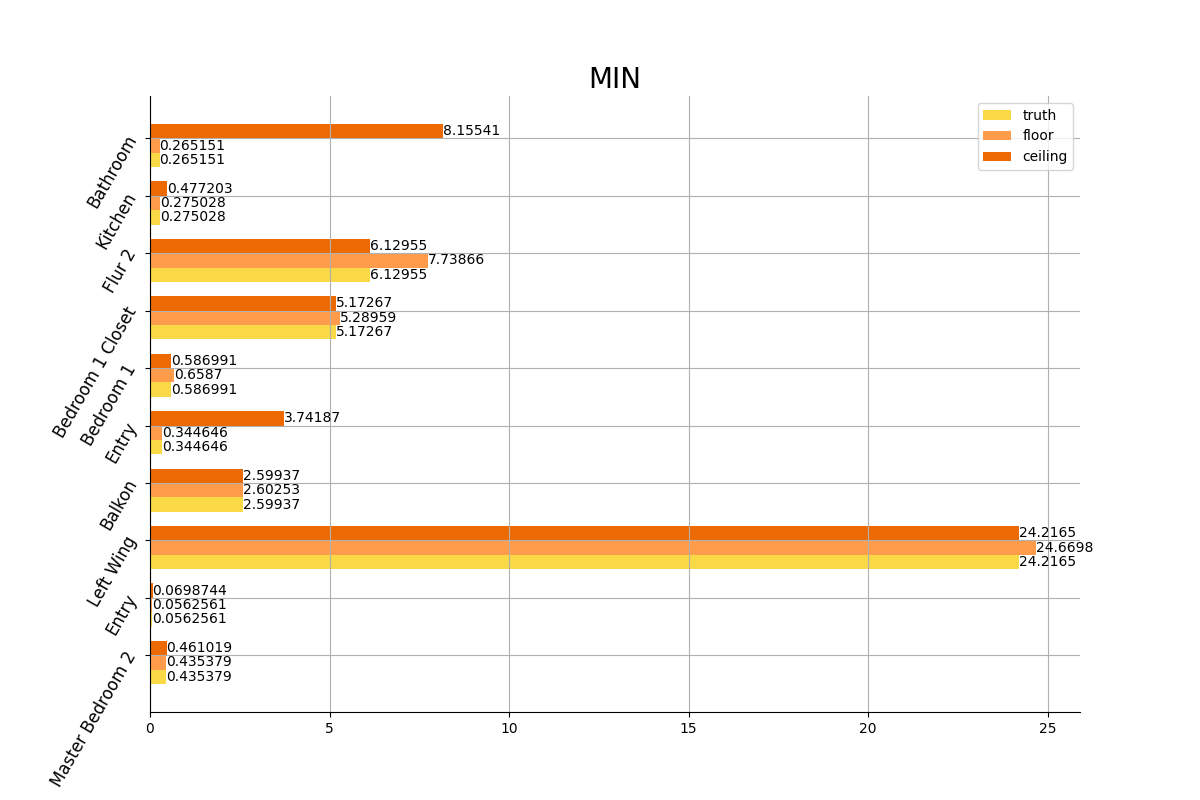 MIN
truth
floor
ceiling
Bathroom
8.15541
0.265151
0.265151
Kitchen
0.477203
0.275028
0.275028
Flur 2
6.12955
7.73866
6.12955
Bedroom 1 Closet
5.17267
5.28959
5.17267
Bedroom 1
0.586991
0.6587
0.586991
Entry
3.74187
0.344646
0.344646
Balkon
2.59937
2.60253
2.59937
Left Wing
24.2165
24.6698
24.2165
Entry
0.0698744
0.0562561
0.0562561
Master Bedroom 2
0.461019
0.435379
0.435379
0 5 10 15 20 25